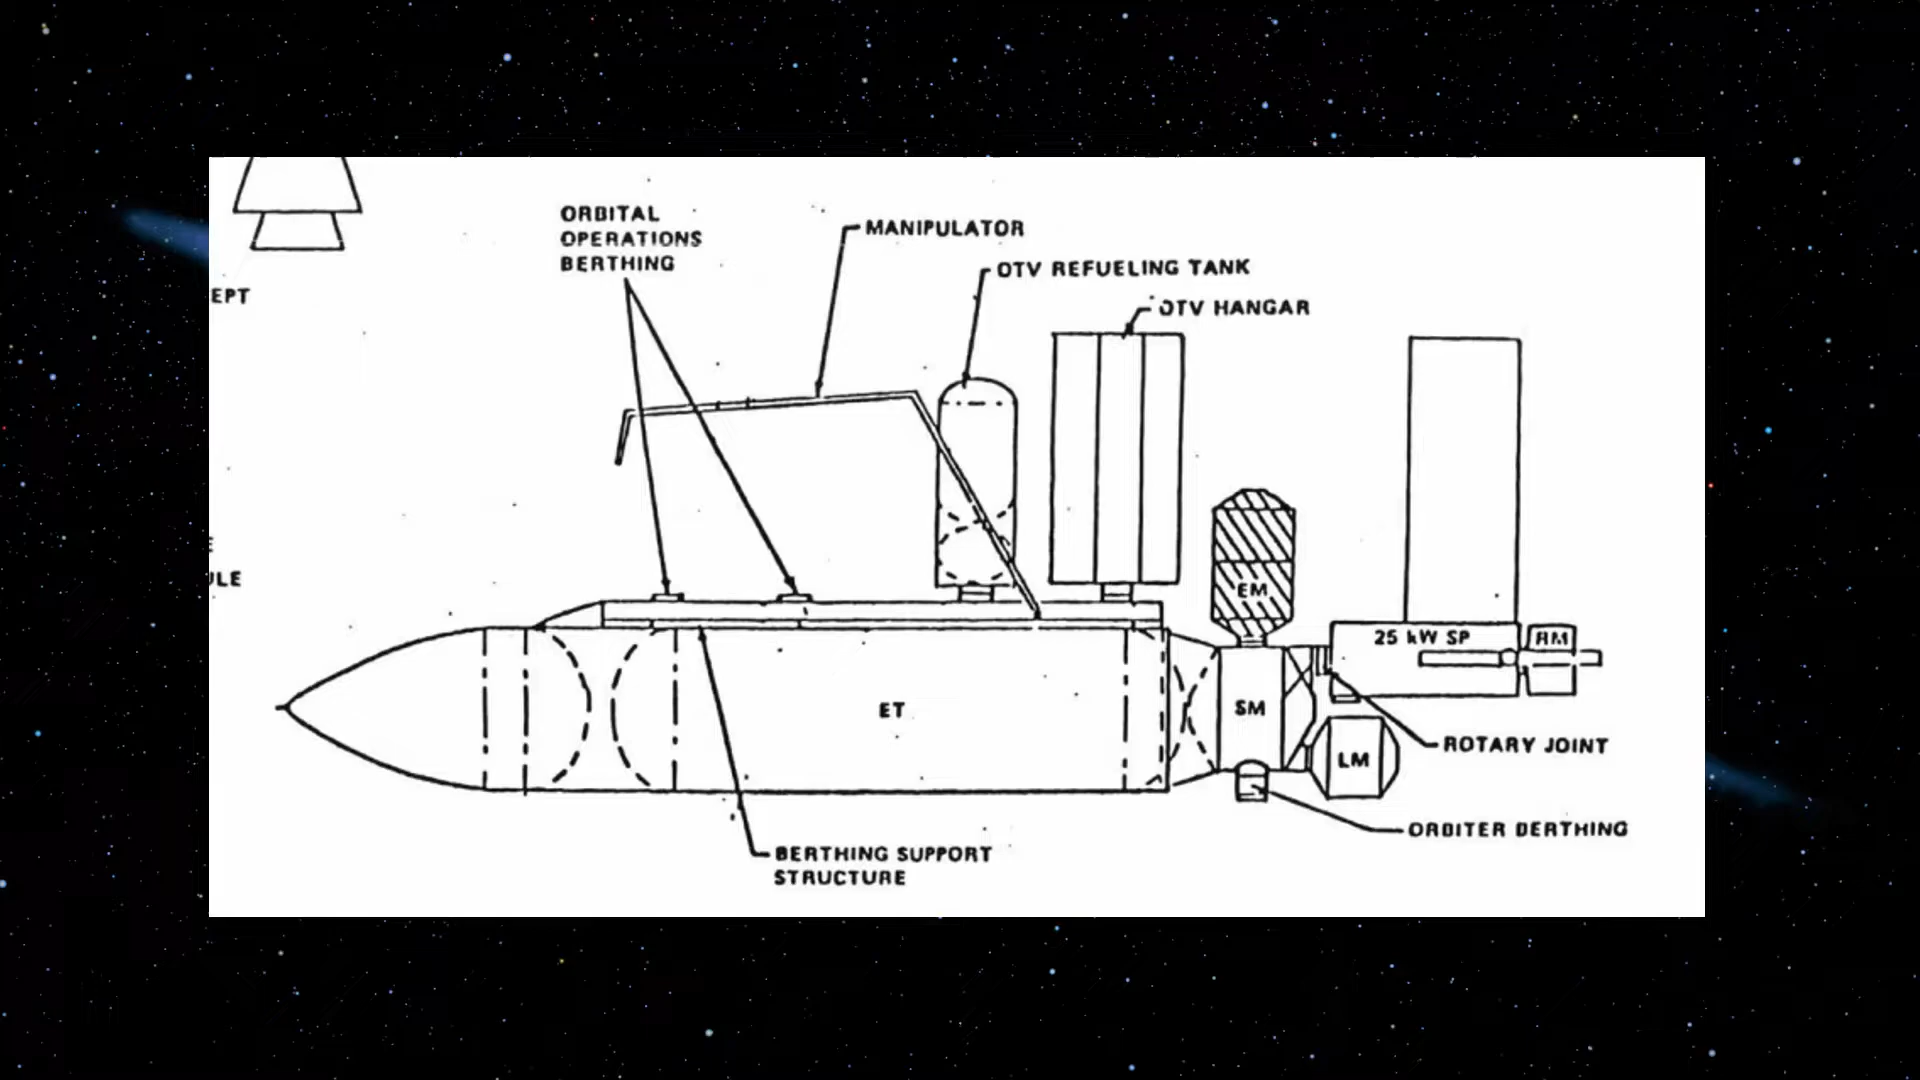 ORBITAL
OPERATIONS
BERTHING
MANIPULATOR
OTV REFUELING TANK
OTV HANGAR
EPT
ULE
EM
25 kW SP
RM
ET
SM
LM
ROTARY JOINT
ORBITER BERTHING
BERTHING SUPPORT
STRUCTURE